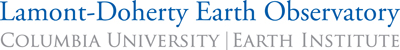 Lamont-Doherty Earth Observatory
COLUMBIA UNIVERSITY | EARTH INSTITUTE